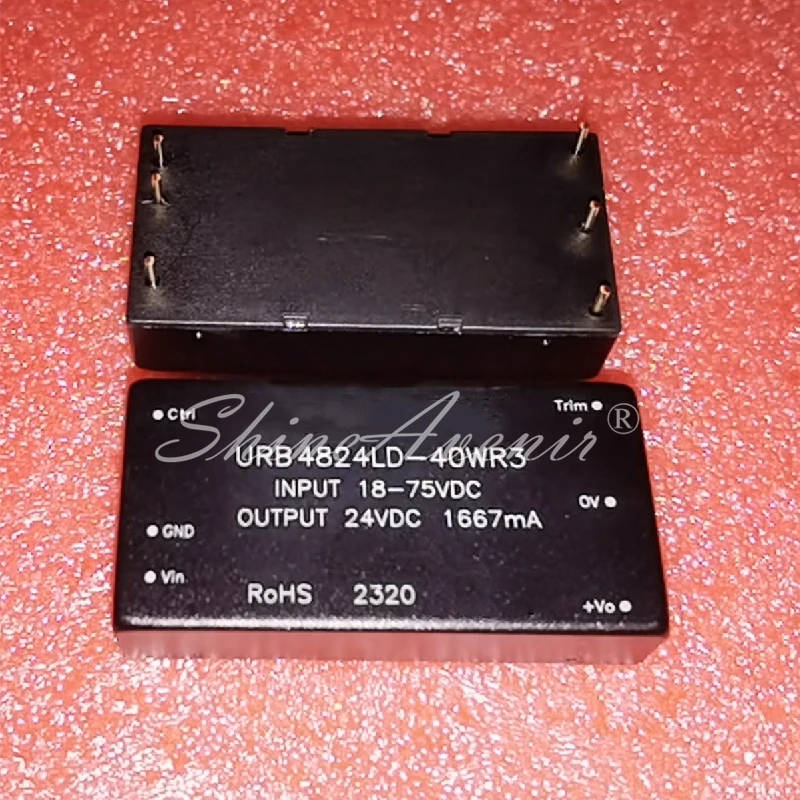 Ctrl
Trim
ShineAvenir®
URB4824LD-40WR3
INPUT 18-75VDC
OUTPUT 24VDC 1667mA
0V
GND
Vin
RoHS 2320
+Vo